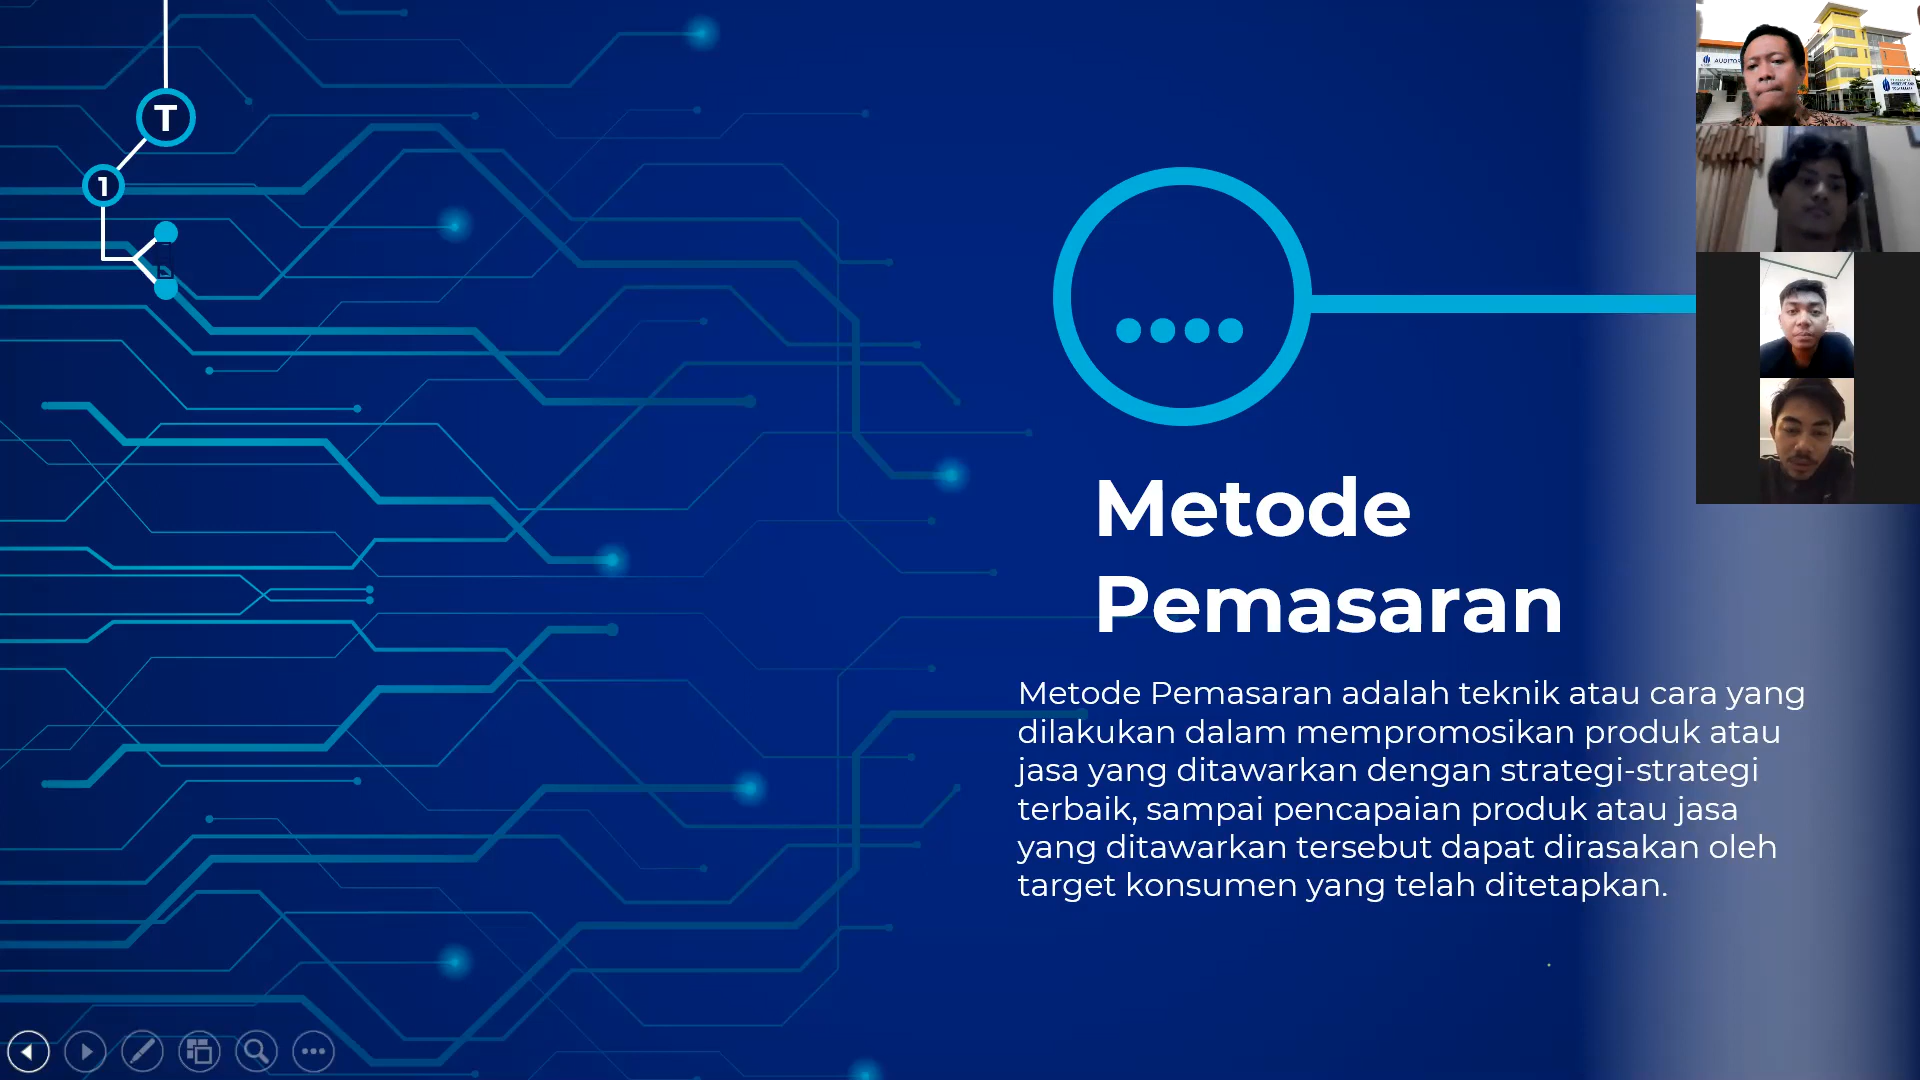 T
1
Metode
Pemasaran
Metode Pemasaran adalah teknik atau cara yang
dilakukan dalam mempromosikan produk atau
jasa yang ditawarkan dengan strategi-strategi
terbaik, sampai pencapaian produk atau jasa
yang ditawarkan tersebut dapat dirasakan oleh
target konsumen yang telah ditetapkan.